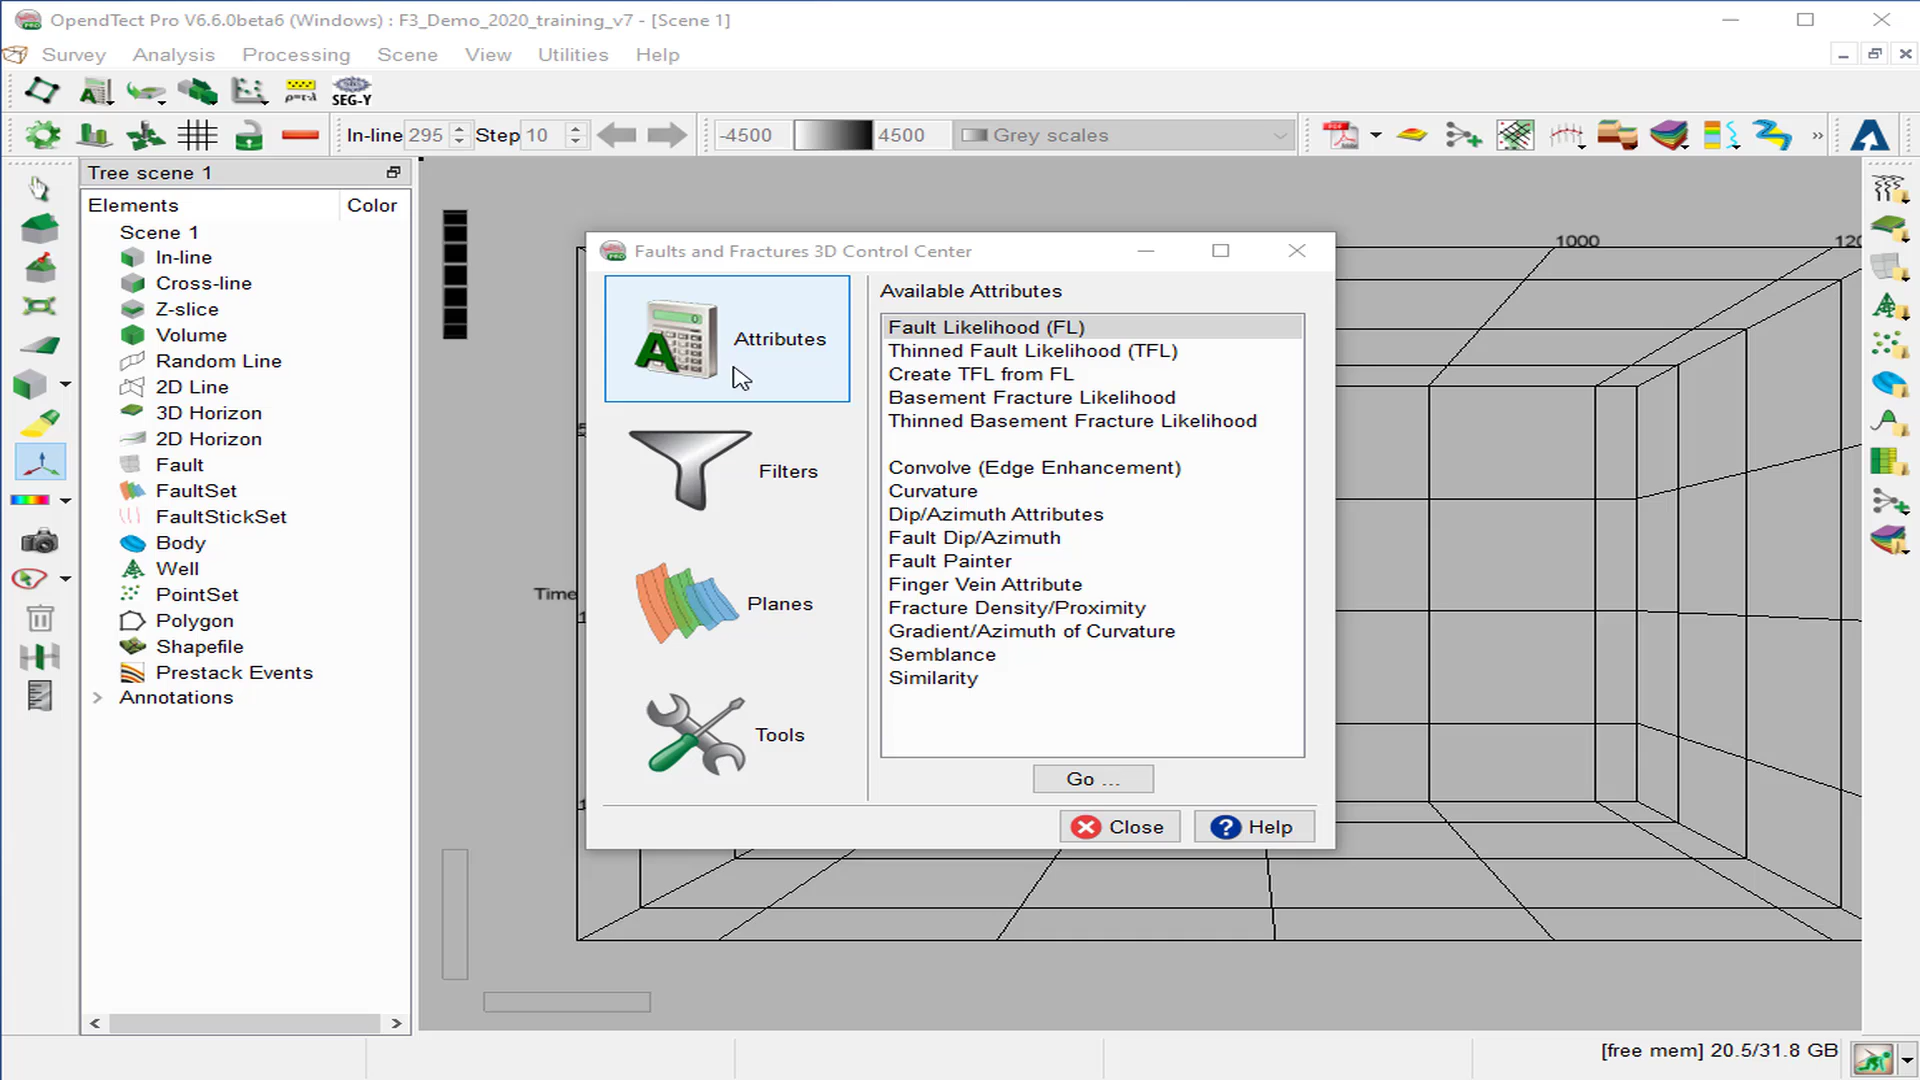 OpendTect Pro V6.6.0beta6 (Windows) : F3_Demo_2020_training_v7 - [Scene 1]
Survey Analysis Processing Scene View Utilities Help
SEG-Y
In-line 295 Step 10 -4500 4500 Grey scales
Tree scene 1
Elements Color
Scene 1
In-line
Cross-line
Z-slice
Volume
Random Line
2D Line
3D Horizon
2D Horizon
Fault
FaultSet
FaultStickSet
Body
Well
PointSet
Polygon
Shapefile
Prestack Events
Annotations
1000
Time
Faults and Fractures 3D Control Center
Attributes
Filters
Planes
Tools
Available Attributes
Fault Likelihood (FL)
Thinned Fault Likelihood (TFL)
Create TFL from FL
Basement Fracture Likelihood
Thinned Basement Fracture Likelihood
Convolve (Edge Enhancement)
Curvature
Dip/Azimuth Attributes
Fault Dip/Azimuth
Fault Painter
Finger Vein Attribute
Fracture Density/Proximity
Gradient/Azimuth of Curvature
Semblance
Similarity
Go ...
Close Help
[free mem] 20.5/31.8 GB